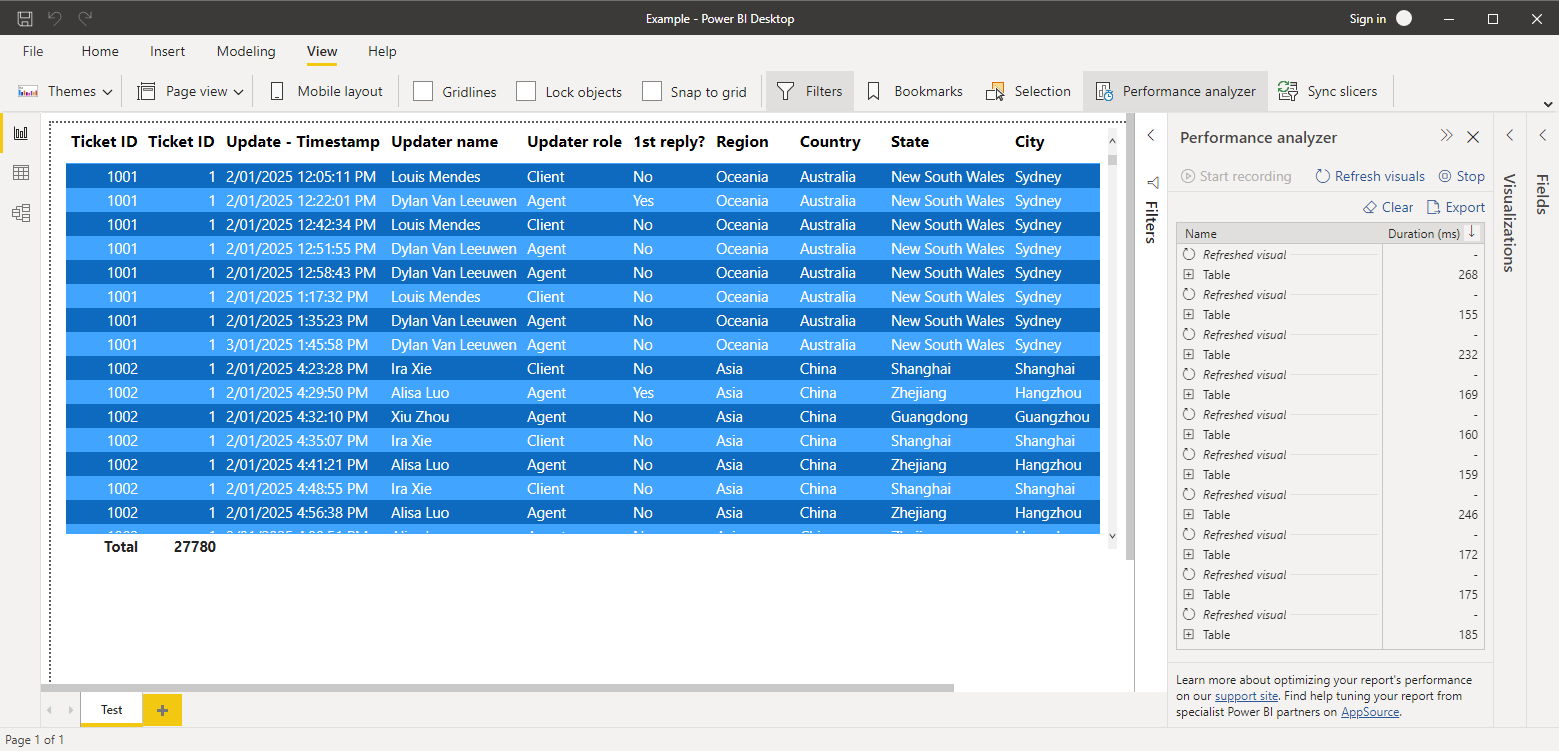 Example - Power BI Desktop
Sign in
File Home Insert Modeling View Help
Themes Page view Mobile layout Gridlines Lock objects Snap to grid Filters Bookmarks Selection Performance analyzer Sync slicers
Ticket ID Ticket ID Update - Timestamp Updater name Updater role 1st reply? Region Country State City
1001 1 2/01/2025 12:05:11 PM Louis Mendes Client No Oceania Australia New South Wales Sydney
1001 1 2/01/2025 12:22:01 PM Dylan Van Leeuwen Agent Yes Oceania Australia New South Wales Sydney
1001 1 2/01/2025 12:42:34 PM Louis Mendes Client No Oceania Australia New South Wales Sydney
1001 1 2/01/2025 12:51:55 PM Dylan Van Leeuwen Agent No Oceania Australia New South Wales Sydney
1001 1 2/01/2025 12:58:43 PM Dylan Van Leeuwen Agent No Oceania Australia New South Wales Sydney
1001 1 2/01/2025 1:17:32 PM Louis Mendes Client No Oceania Australia New South Wales Sydney
1001 1 2/01/2025 1:35:23 PM Dylan Van Leeuwen Agent No Oceania Australia New South Wales Sydney
1001 1 3/01/2025 1:45:58 PM Dylan Van Leeuwen Agent No Oceania Australia New South Wales Sydney
1002 1 2/01/2025 4:23:28 PM Ira Xie Client No Asia China Shanghai Shanghai
1002 1 2/01/2025 4:29:50 PM Alisa Luo Agent Yes Asia China Zhejiang Hangzhou
1002 1 2/01/2025 4:32:10 PM Xiu Zhou Agent No Asia China Guangdong Guangzhou
1002 1 2/01/2025 4:35:07 PM Ira Xie Client No Asia China Shanghai Shanghai
1002 1 2/01/2025 4:41:21 PM Alisa Luo Agent No Asia China Zhejiang Hangzhou
1002 1 2/01/2025 4:48:55 PM Ira Xie Client No Asia China Shanghai Shanghai
1002 1 2/01/2025 4:56:38 PM Alisa Luo Agent No Asia China Zhejiang Hangzhou
Total 27780
Filters
Performance analyzer
Start recording Refresh visuals Stop
Clear Export
Name Duration (ms)
Refreshed visual -
Table 268
Refreshed visual -
Table 155
Refreshed visual -
Table 232
Refreshed visual -
Table 169
Refreshed visual -
Table 160
Refreshed visual -
Table 159
Refreshed visual -
Table 246
Refreshed visual -
Table 172
Refreshed visual -
Table 175
Refreshed visual -
Table 185
Learn more about optimizing your report's performance
on our support site. Find help tuning your report from
specialist Power BI partners on AppSource.
Visualizations
Fields
Test
Page 1 of 1